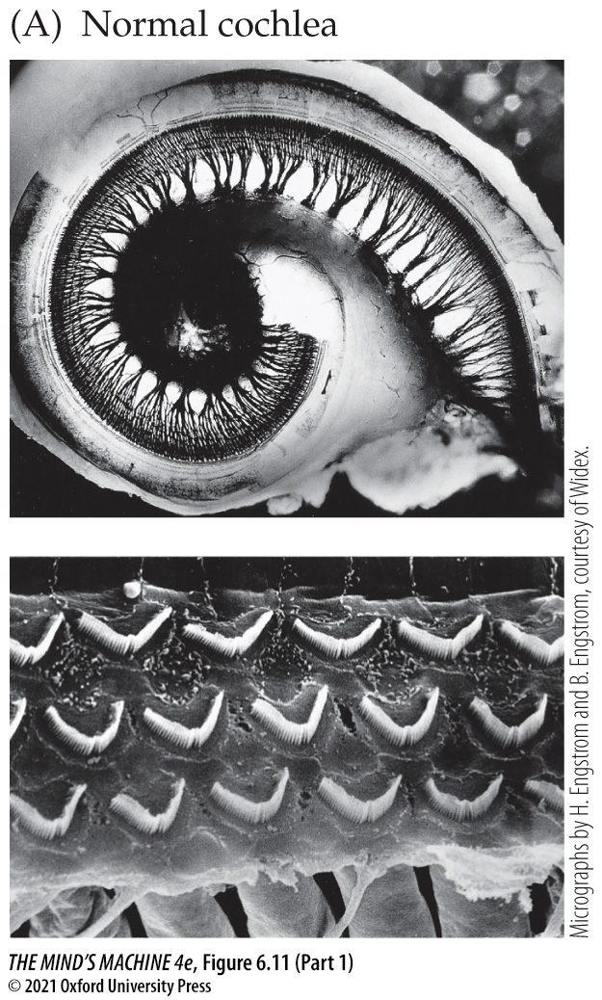 (A) Normal cochlea
Micrographs by H. Engstrom and B. Engstrom, courtesy of Widex.
THE MIND'S MACHINE 4e, Figure 6.11 (Part 1)
© 2021 Oxford University Press